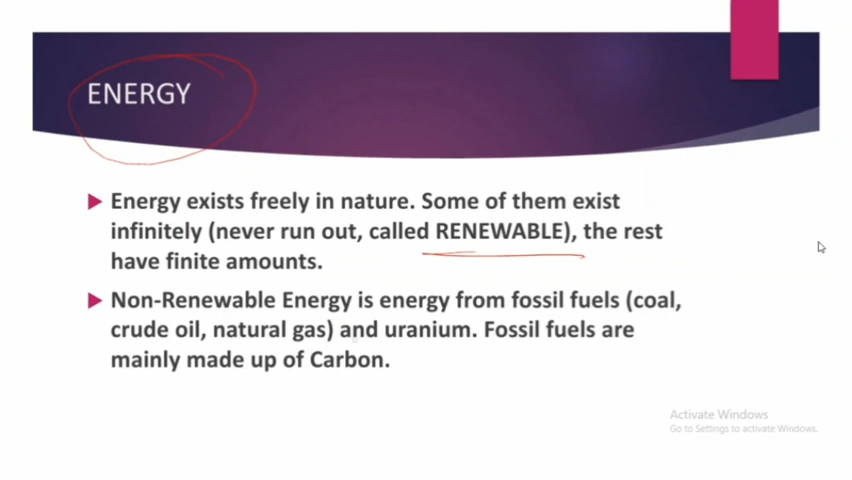 ENERGY
Energy exists freely in nature. Some of them exist
infinitely (never run out, called RENEWABLE), the rest
have finite amounts.
Non-Renewable Energy is energy from fossil fuels (coal,
crude oil, natural gas) and uranium. Fossil fuels are
mainly made up of Carbon.
Activate Windows
Go to Settings to activate Windows.